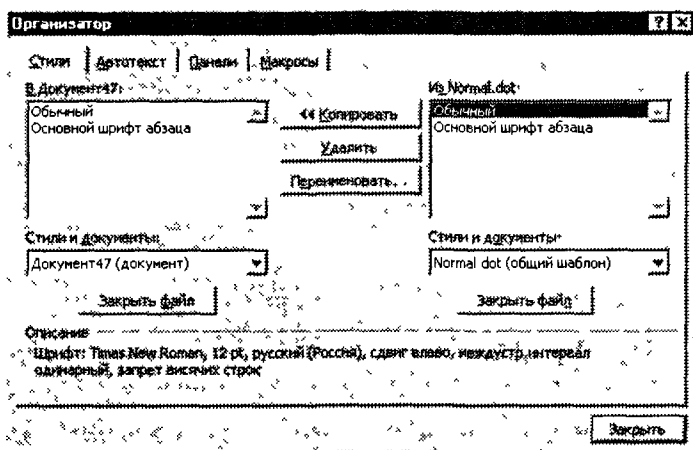 Организатор
Стили Автотекст Панели Макросы
В Документ47:
Обычный
Основной шрифт абзаца
<< Копировать
Удалить
Переименовать...
Из Normal.dot:
Обычный
Основной шрифт абзаца
Стили и документы:
Документ47 (документ)
Закрыть файл
Стили и документы:
Normal dot (общий шаблон)
Закрыть файл
Описание
Шрифт: Times New Roman, 12 pt, русский (Россия), сдвиг влево, междустр.интервал
одинарный, запрет висячих строк
Закрыть